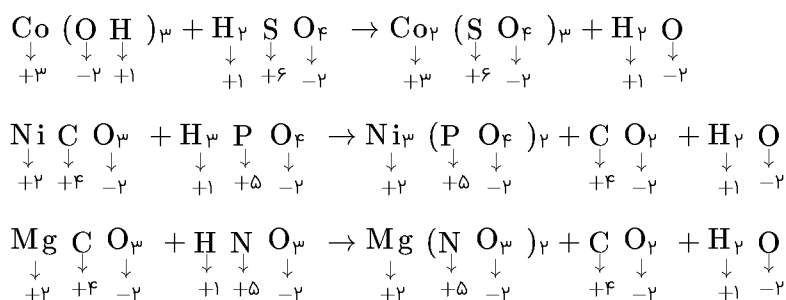 Co (O H )₃ + H₂ S O₄ → Co₂ (S O₄ )₃ + H₂ O
↓ ↓ ↓ ↓ ↓ ↓ ↓ ↓ ↓ ↓ ↓
+۳ −۲ +۱ +۱ +۶ −۲ +۳ +۶ −۲ +۱ −۲
Ni C O₃ + H₃ P O₄ → Ni₃ (P O₄ )₂ + C O₂ + H₂ O
↓ ↓ ↓ ↓ ↓ ↓ ↓ ↓ ↓ ↓ ↓ ↓ ↓
+۲ +۴ −۲ +۱ +۵ −۲ +۲ +۵ −۲ +۴ −۲ +۱ −۲
Mg C O₃ + H N O₃ → Mg (N O₃ )₂ + C O₂ + H₂ O
↓ ↓ ↓ ↓ ↓ ↓ ↓ ↓ ↓ ↓ ↓ ↓ ↓
+۲ +۴ −۲ +۱ +۵ −۲ +۲ +۵ −۲ +۴ −۲ +۱ −۲